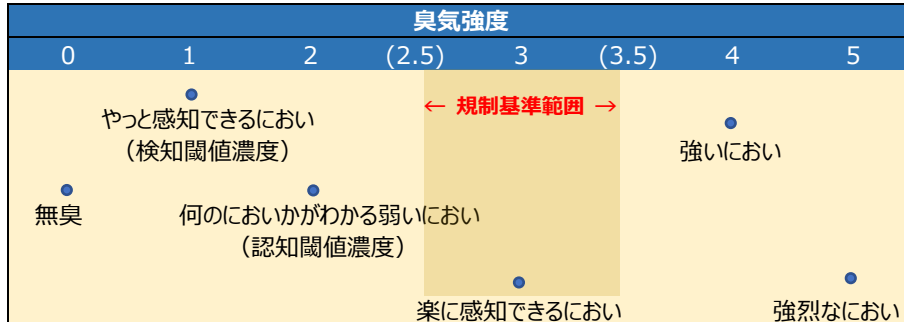 臭気強度
0 1 2 (2.5) 3 (3.5) 4 5
やっと感知できるにおい
（検知閾値濃度）
← 規制基準範囲 →
強いにおい
無臭
何のにおいかがわかる弱いにおい
（認知閾値濃度）
楽に感知できるにおい
強烈なにおい